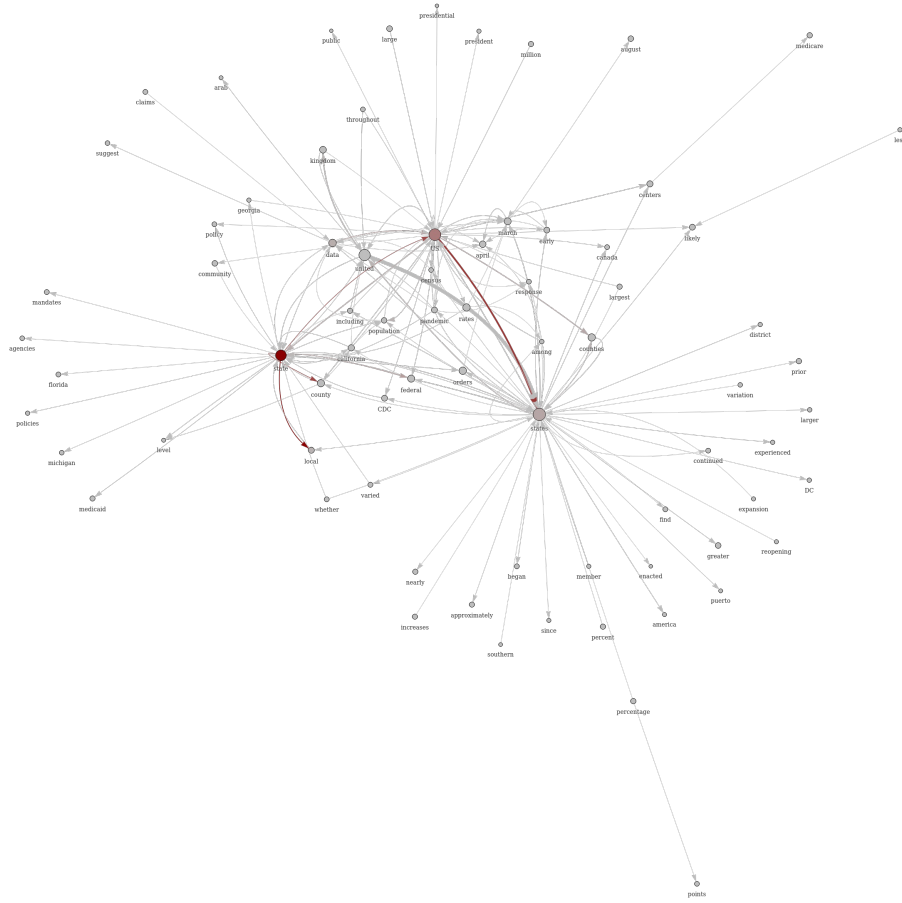 presidential
public
large
president
million
august
medicare
arab
claims
throughout
suggest
kingdom
centers
georgia
policy
US
march
early
likely
data
april
canada
united
community
census
response
largest
mandates
including
population
pandemic
rates
counties
district
agencies
state
california
among
florida
county
federal
orders
prior
variation
CDC
policies
states
larger
level
experienced
michigan
local
continued
varied
DC
medicaid
whether
expansion
find
reopening
greater
nearly
began
member
enacted
puerto
increases
approximately
since
america
southern
percent
percentage
points